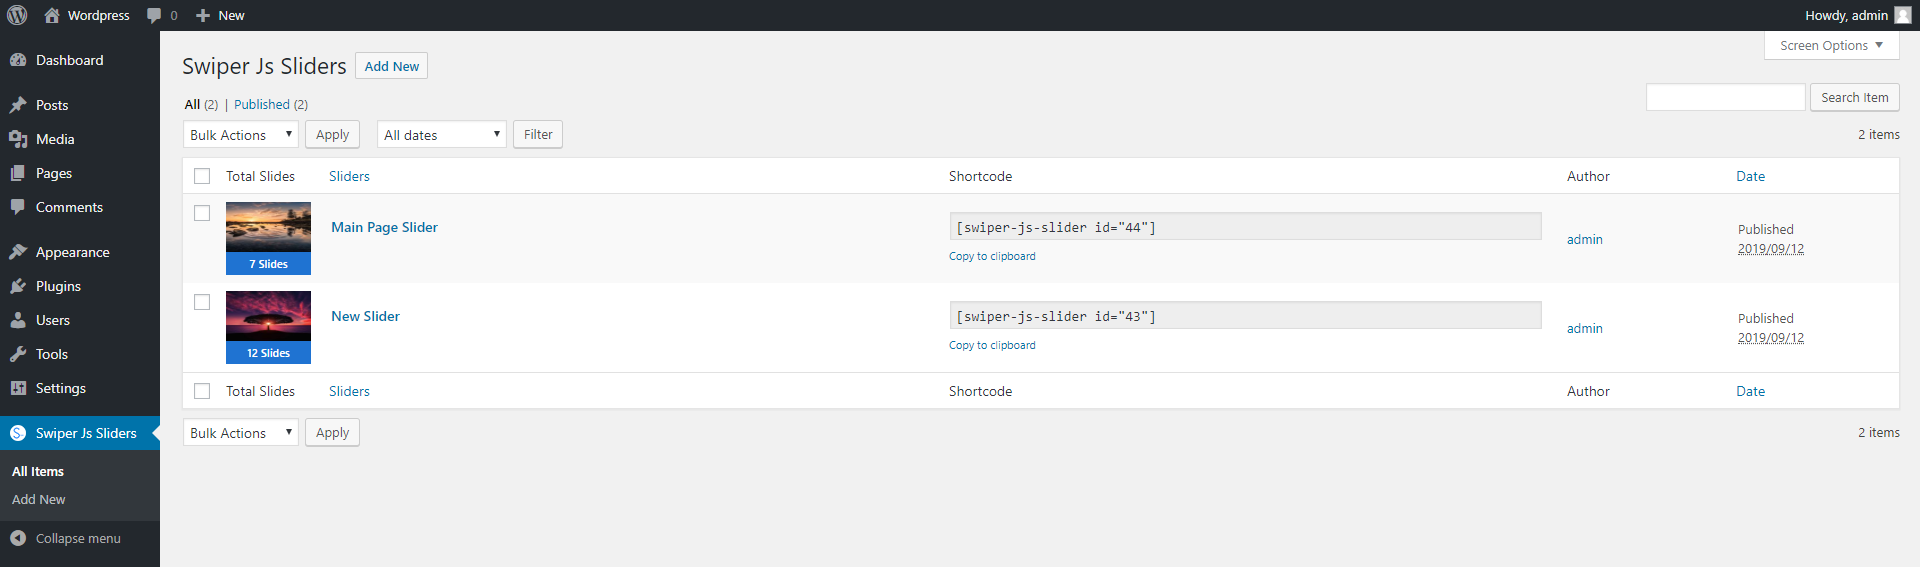 Wordpress 0 New Howdy, admin
Screen Options
Dashboard
Posts
Media
Pages
Comments
Appearance
Plugins
Users
Tools
Settings
Swiper Js Sliders
All Items
Add New
Collapse menu
Swiper Js Sliders Add New
All (2) | Published (2)
Search Item
Bulk Actions Apply All dates Filter 2 items
Total Slides Sliders Shortcode Author Date
7 Slides
Main Page Slider
[swiper-js-slider id="44"]
Copy to clipboard
admin
Published
2019/09/12
12 Slides
New Slider
[swiper-js-slider id="43"]
Copy to clipboard
admin
Published
2019/09/12
Total Slides Sliders Shortcode Author Date
Bulk Actions Apply 2 items